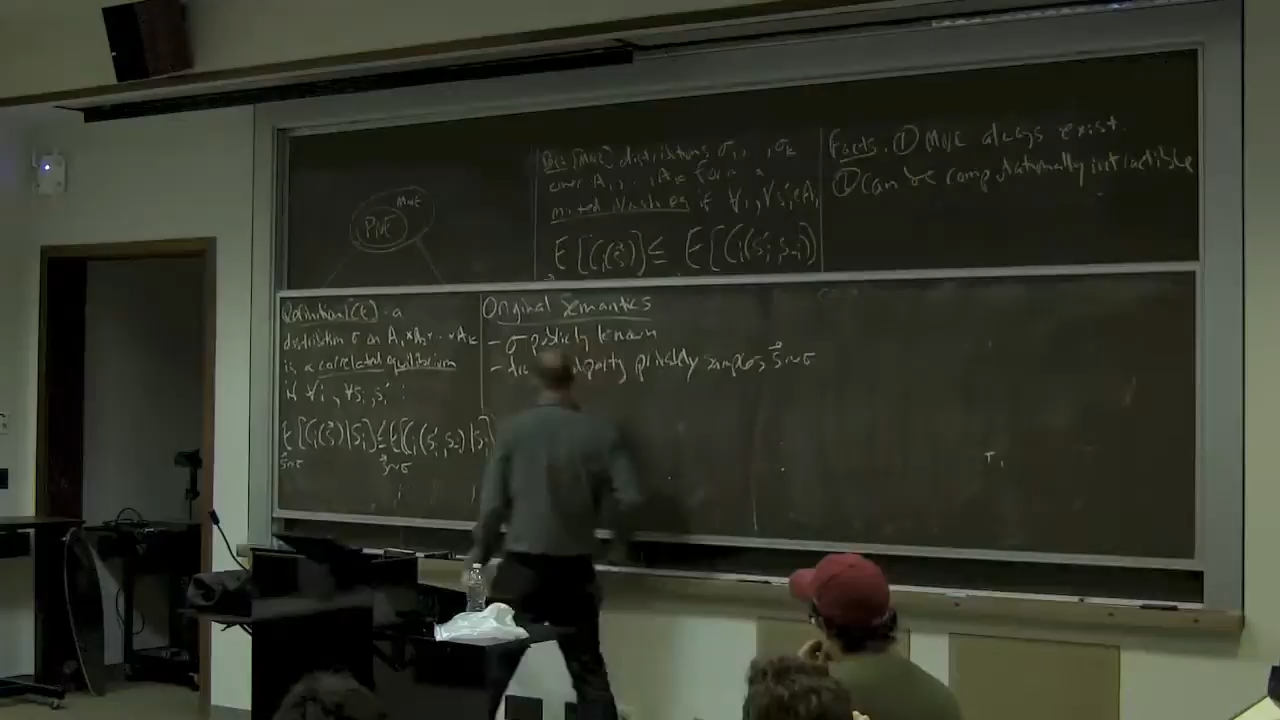 MNE
PNE
Def [MNE] distributions σ₁, ..., σₖ
over A₁, ..., Aₖ form a
mixed Nash eq if ∀i, ∀s'ᵢ∈Aᵢ
E[Cᵢ(s⃗)] ≤ E[Cᵢ(s'ᵢ, s₋ᵢ)]
Facts. ① MNE always exist.
② Can be computationally intractible
Definition (CE). a
distribution σ on A₁×A₂×...×Aₖ
is a correlated equilibrium
if ∀i, ∀sᵢ, s'ᵢ :
E[Cᵢ(s⃗)|sᵢ] ≤ E[Cᵢ(s'ᵢ, s₋ᵢ)|sᵢ]
s⃗~σ s⃗~σ
Original Semantics
- σ publicly known
- party privately samples s⃗~σ